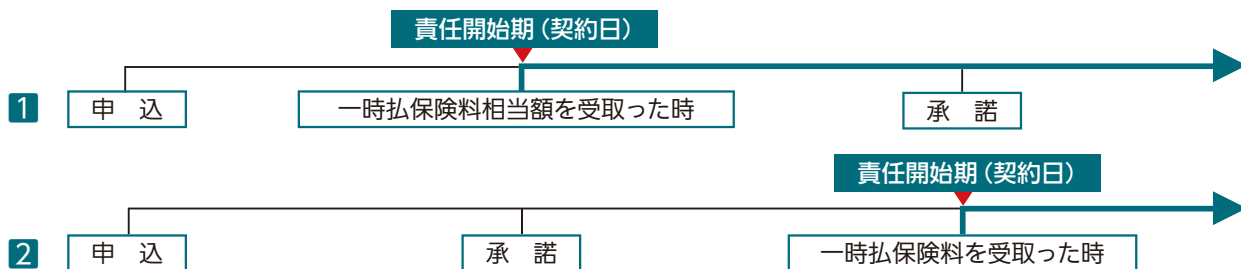 責任開始期（契約日）
1 申　込 一時払保険料相当額を受取った時 承　諾
責任開始期（契約日）
2 申　込 承　諾 一時払保険料を受取った時